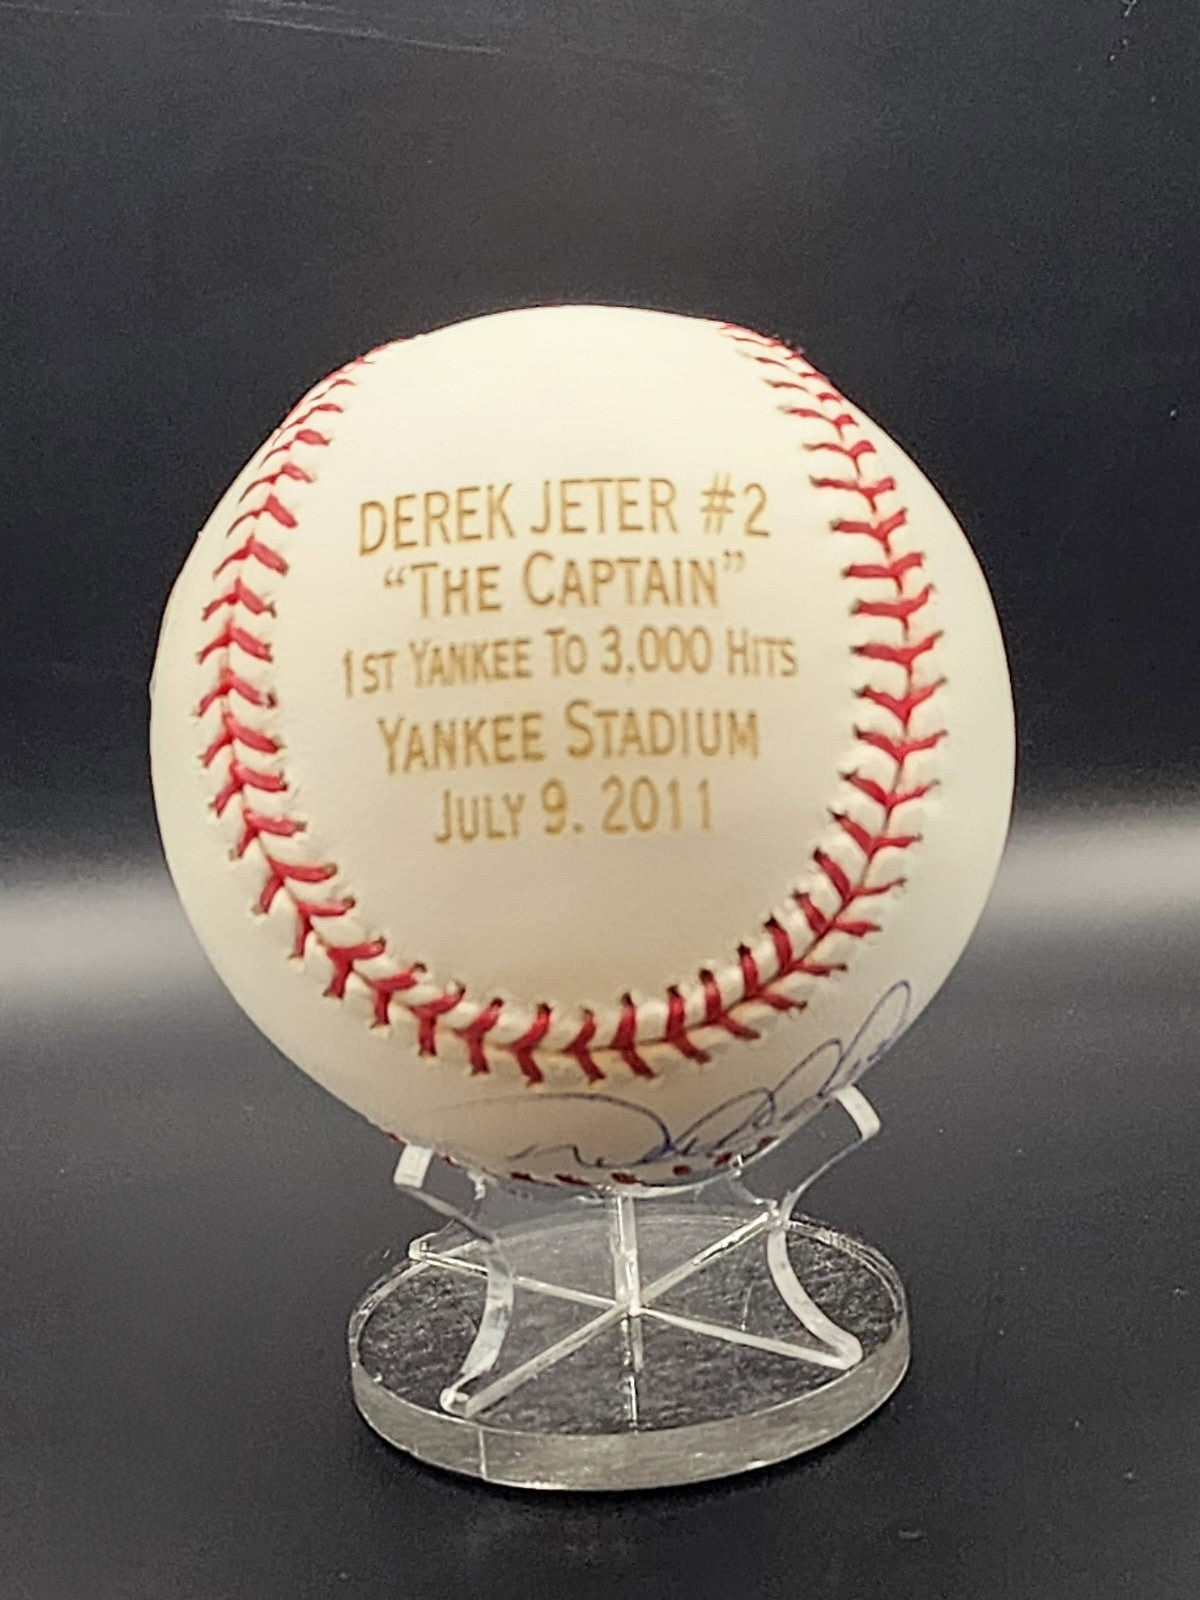 DEREK JETER #2
"THE CAPTAIN"
1ST YANKEE TO 3,000 HITS
YANKEE STADIUM
JULY 9. 2011